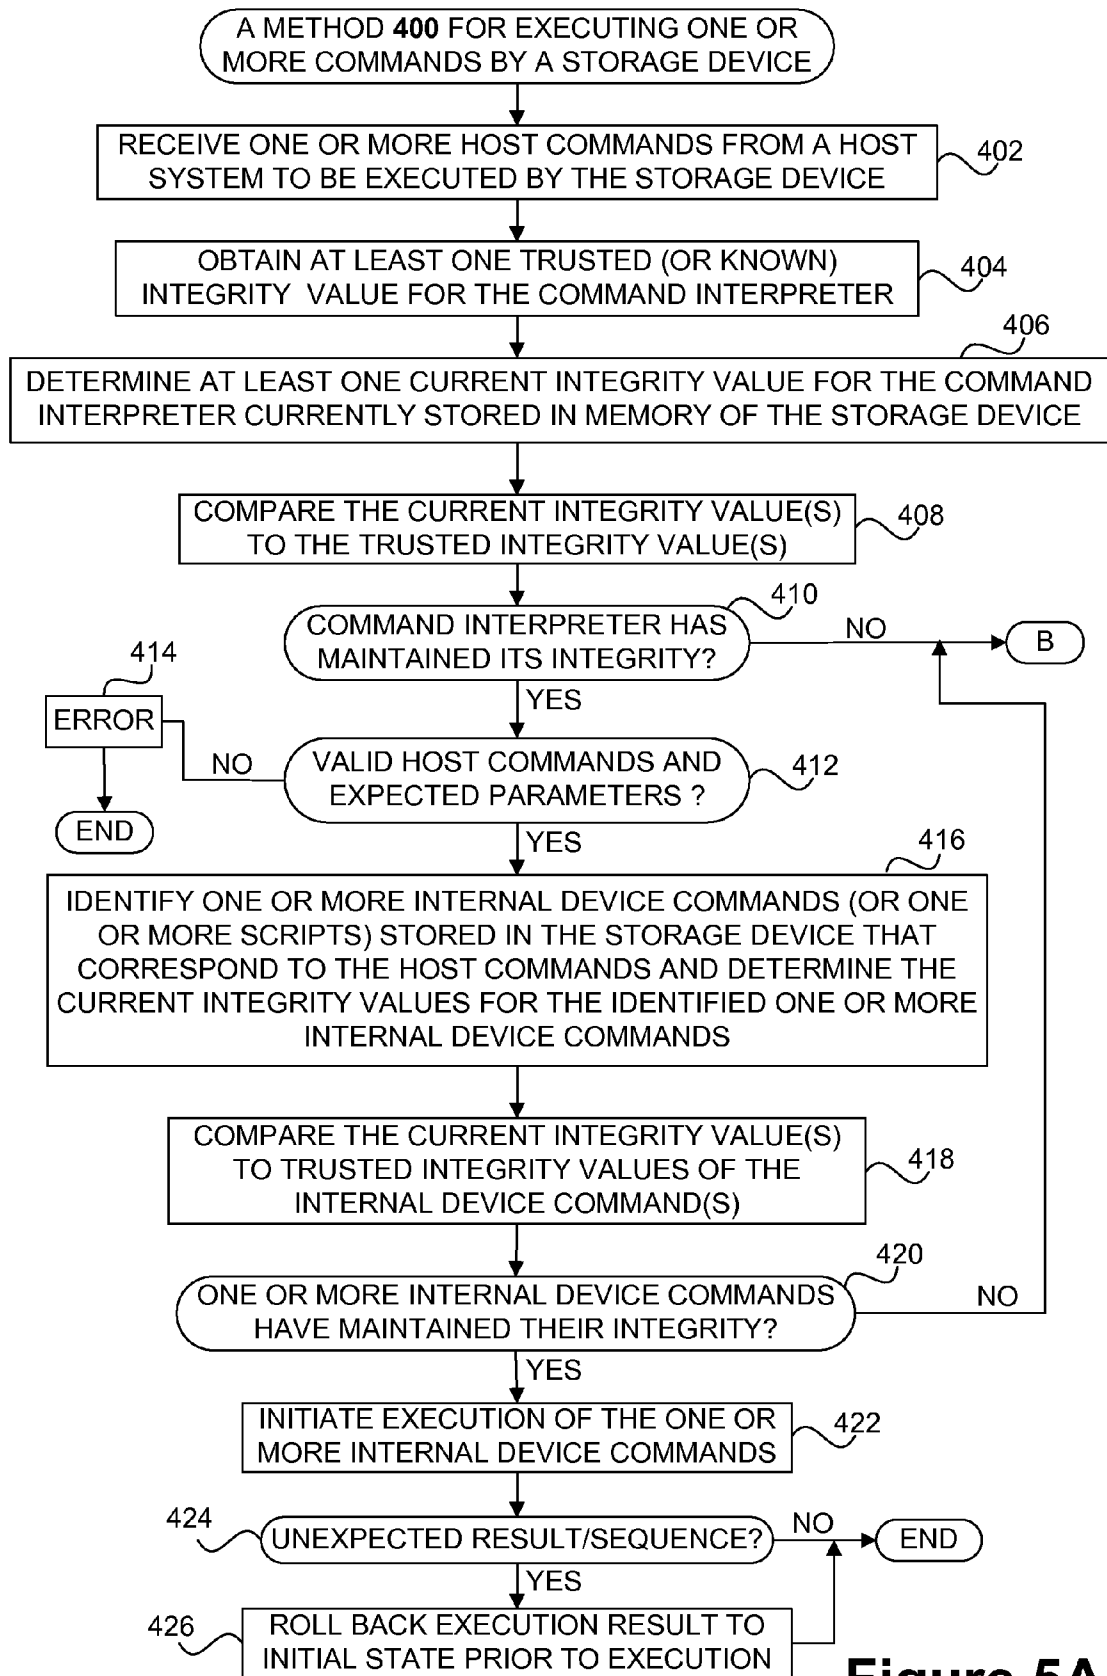 A METHOD 400 FOR EXECUTING ONE OR
MORE COMMANDS BY A STORAGE DEVICE
RECEIVE ONE OR MORE HOST COMMANDS FROM A HOST
SYSTEM TO BE EXECUTED BY THE STORAGE DEVICE
402
OBTAIN AT LEAST ONE TRUSTED (OR KNOWN)
INTEGRITY VALUE FOR THE COMMAND INTERPRETER
404
406
DETERMINE AT LEAST ONE CURRENT INTEGRITY VALUE FOR THE COMMAND
INTERPRETER CURRENTLY STORED IN MEMORY OF THE STORAGE DEVICE
COMPARE THE CURRENT INTEGRITY VALUE(S)
TO THE TRUSTED INTEGRITY VALUE(S)
408
410
COMMAND INTERPRETER HAS
MAINTAINED ITS INTEGRITY?
NO
B
YES
414
ERROR
NO
END
VALID HOST COMMANDS AND
EXPECTED PARAMETERS ?
412
YES
416
IDENTIFY ONE OR MORE INTERNAL DEVICE COMMANDS (OR ONE
OR MORE SCRIPTS) STORED IN THE STORAGE DEVICE THAT
CORRESPOND TO THE HOST COMMANDS AND DETERMINE THE
CURRENT INTEGRITY VALUES FOR THE IDENTIFIED ONE OR MORE
INTERNAL DEVICE COMMANDS
COMPARE THE CURRENT INTEGRITY VALUE(S)
TO TRUSTED INTEGRITY VALUES OF THE
INTERNAL DEVICE COMMAND(S)
418
420
ONE OR MORE INTERNAL DEVICE COMMANDS
HAVE MAINTAINED THEIR INTEGRITY?
NO
YES
INITIATE EXECUTION OF THE ONE OR
MORE INTERNAL DEVICE COMMANDS
422
424
UNEXPECTED RESULT/SEQUENCE?
NO
END
YES
426
ROLL BACK EXECUTION RESULT TO
INITIAL STATE PRIOR TO EXECUTION
Figure 5A